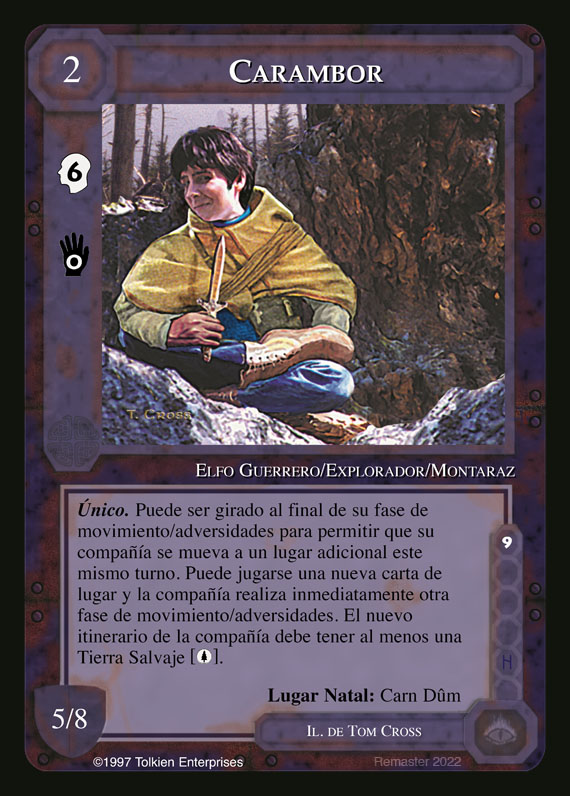 2
CARAMBOR
6
0
T. CROSS
ELFO GUERRERO/EXPLORADOR/MONTARAZ
Único. Puede ser girado al final de su fase de
movimiento/adversidades para permitir que su
compañía se mueva a un lugar adicional este
mismo turno. Puede jugarse una nueva carta de
lugar y la compañía realiza inmediatamente otra
fase de movimiento/adversidades. El nuevo
itinerario de la compañía debe tener al menos una
Tierra Salvaje [ ].
9
H
Lugar Natal: Carn Dûm
5/8
IL. DE TOM CROSS
©1997 Tolkien Enterprises
Remaster 2022